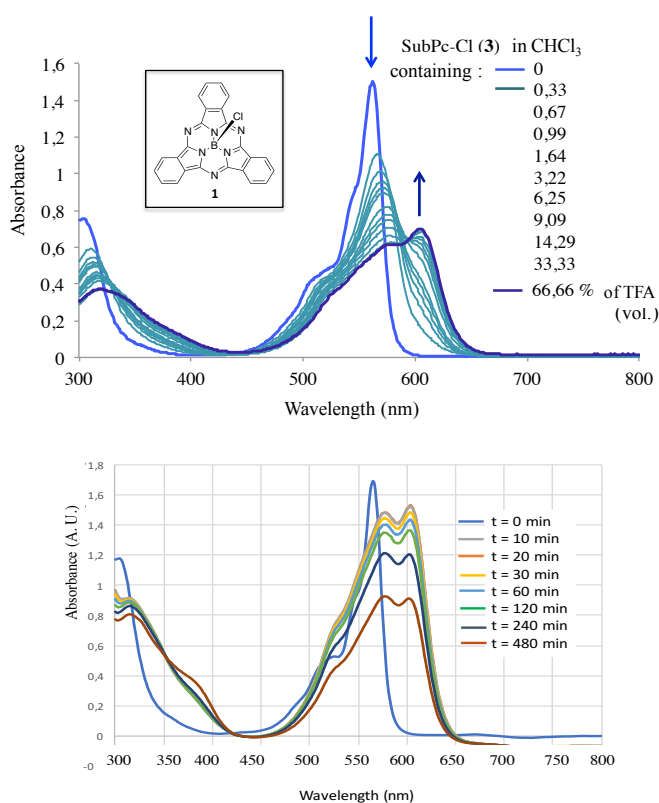 1,6
1,4
1,2
1
0,8
0,6
0,4
0,2
0
Absorbance
300
400
500
600
700
800
Wavelength (nm)
Cl
N
N
B
N
N
N
N
1
SubPc-Cl (3) in CHCl3
containing :
0
0,33
0,67
0,99
1,64
3,22
6,25
9,09
14,29
33,33
66,66 % of TFA
(vol.)
1,8
1,6
1,4
1,2
1
0,8
0,6
0,4
0,2
0
-0
Absorbance (A. U.)
300
350
400
450
500
550
600
650
700
750
800
Wavelength (nm)
t = 0 min
t = 10 min
t = 20 min
t = 30 min
t = 60 min
t = 120 min
t = 240 min
t = 480 min